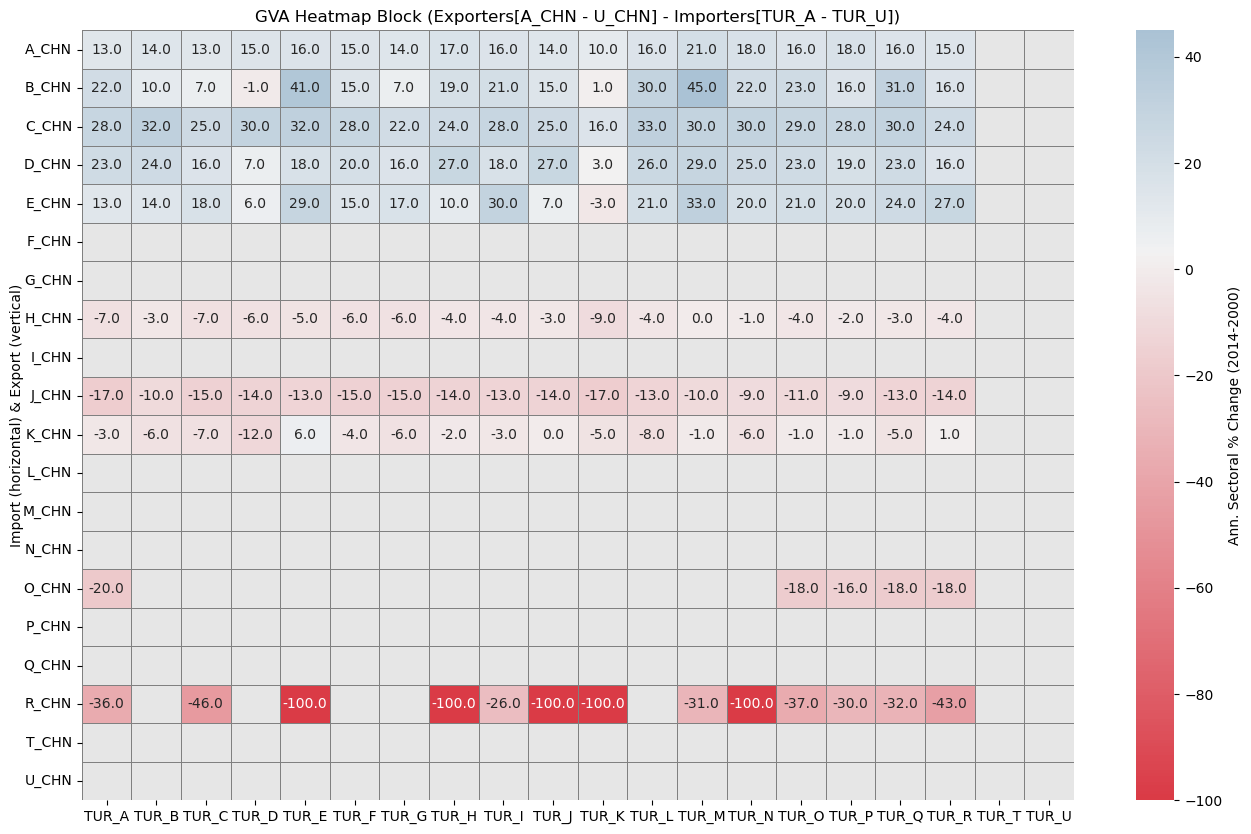 GVA Heatmap Block (Exporters[A_CHN - U_CHN] - Importers[TUR_A - TUR_U])
Import (horizontal) & Export (vertical)
A_CHN 13.0 14.0 13.0 15.0 16.0 15.0 14.0 17.0 16.0 14.0 10.0 16.0 21.0 18.0 16.0 18.0 16.0 15.0
B_CHN 22.0 10.0 7.0 -1.0 41.0 15.0 7.0 19.0 21.0 15.0 1.0 30.0 45.0 22.0 23.0 16.0 31.0 16.0
C_CHN 28.0 32.0 25.0 30.0 32.0 28.0 22.0 24.0 28.0 25.0 16.0 33.0 30.0 30.0 29.0 28.0 30.0 24.0
D_CHN 23.0 24.0 16.0 7.0 18.0 20.0 16.0 27.0 18.0 27.0 3.0 26.0 29.0 25.0 23.0 19.0 23.0 16.0
E_CHN 13.0 14.0 18.0 6.0 29.0 15.0 17.0 10.0 30.0 7.0 -3.0 21.0 33.0 20.0 21.0 20.0 24.0 27.0
F_CHN
G_CHN
H_CHN -7.0 -3.0 -7.0 -6.0 -5.0 -6.0 -6.0 -4.0 -4.0 -3.0 -9.0 -4.0 0.0 -1.0 -4.0 -2.0 -3.0 -4.0
I_CHN
J_CHN -17.0 -10.0 -15.0 -14.0 -13.0 -15.0 -15.0 -14.0 -13.0 -14.0 -17.0 -13.0 -10.0 -9.0 -11.0 -9.0 -13.0 -14.0
K_CHN -3.0 -6.0 -7.0 -12.0 6.0 -4.0 -6.0 -2.0 -3.0 0.0 -5.0 -8.0 -1.0 -6.0 -1.0 -1.0 -5.0 1.0
L_CHN
M_CHN
N_CHN
O_CHN -20.0 -18.0 -16.0 -18.0 -18.0
P_CHN
Q_CHN
R_CHN -36.0 -46.0 -100.0 -100.0 -26.0 -100.0 -100.0 -31.0 -100.0 -37.0 -30.0 -32.0 -43.0
T_CHN
U_CHN
TUR_A TUR_B TUR_C TUR_D TUR_E TUR_F TUR_G TUR_H TUR_I TUR_J TUR_K TUR_L TUR_M TUR_N TUR_O TUR_P TUR_Q TUR_R TUR_T TUR_U
40
20
0
−20
−40
−60
−80
−100
Ann. Sectoral % Change (2014-2000)